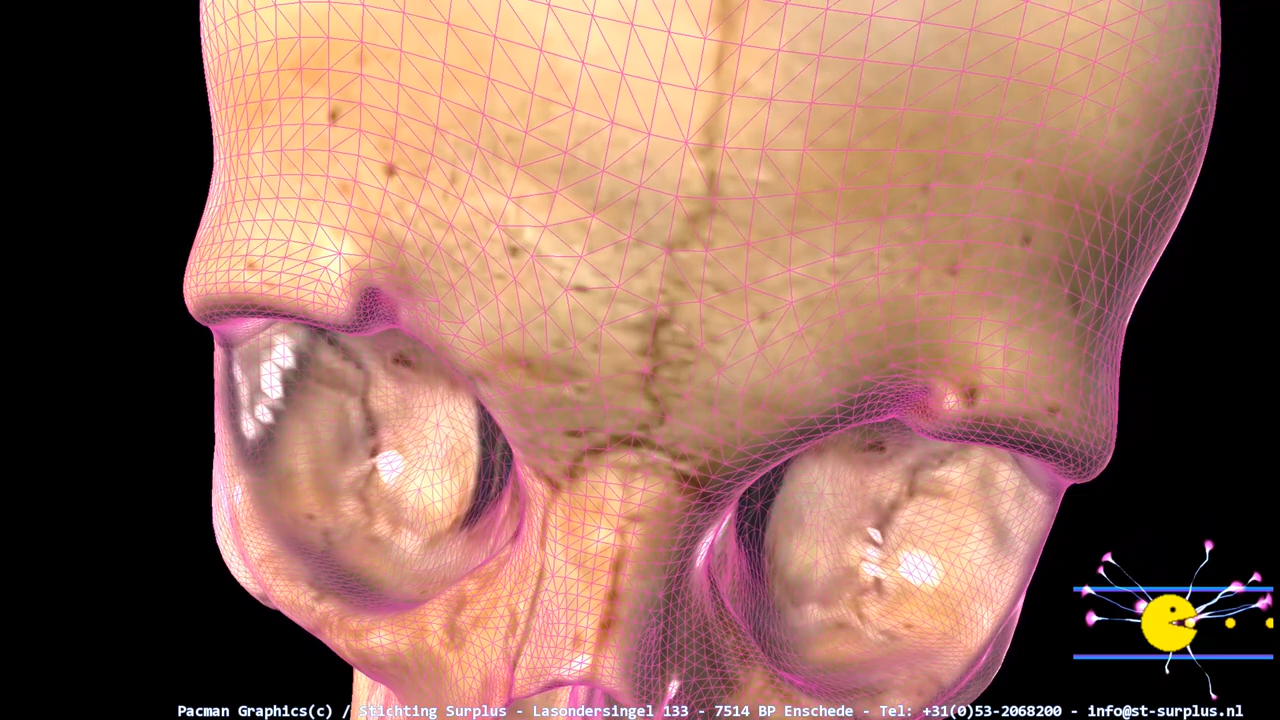 Pacman Graphics(c) / Stichting Surplus - Lasondersingel 133 - 7514 BP Enschede - Tel: +31(0)53-2068200 - info@st-surplus.nl